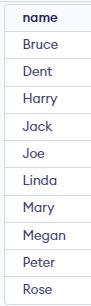 name
Bruce
Dent
Harry
Jack
Joe
Linda
Mary
Megan
Peter
Rose